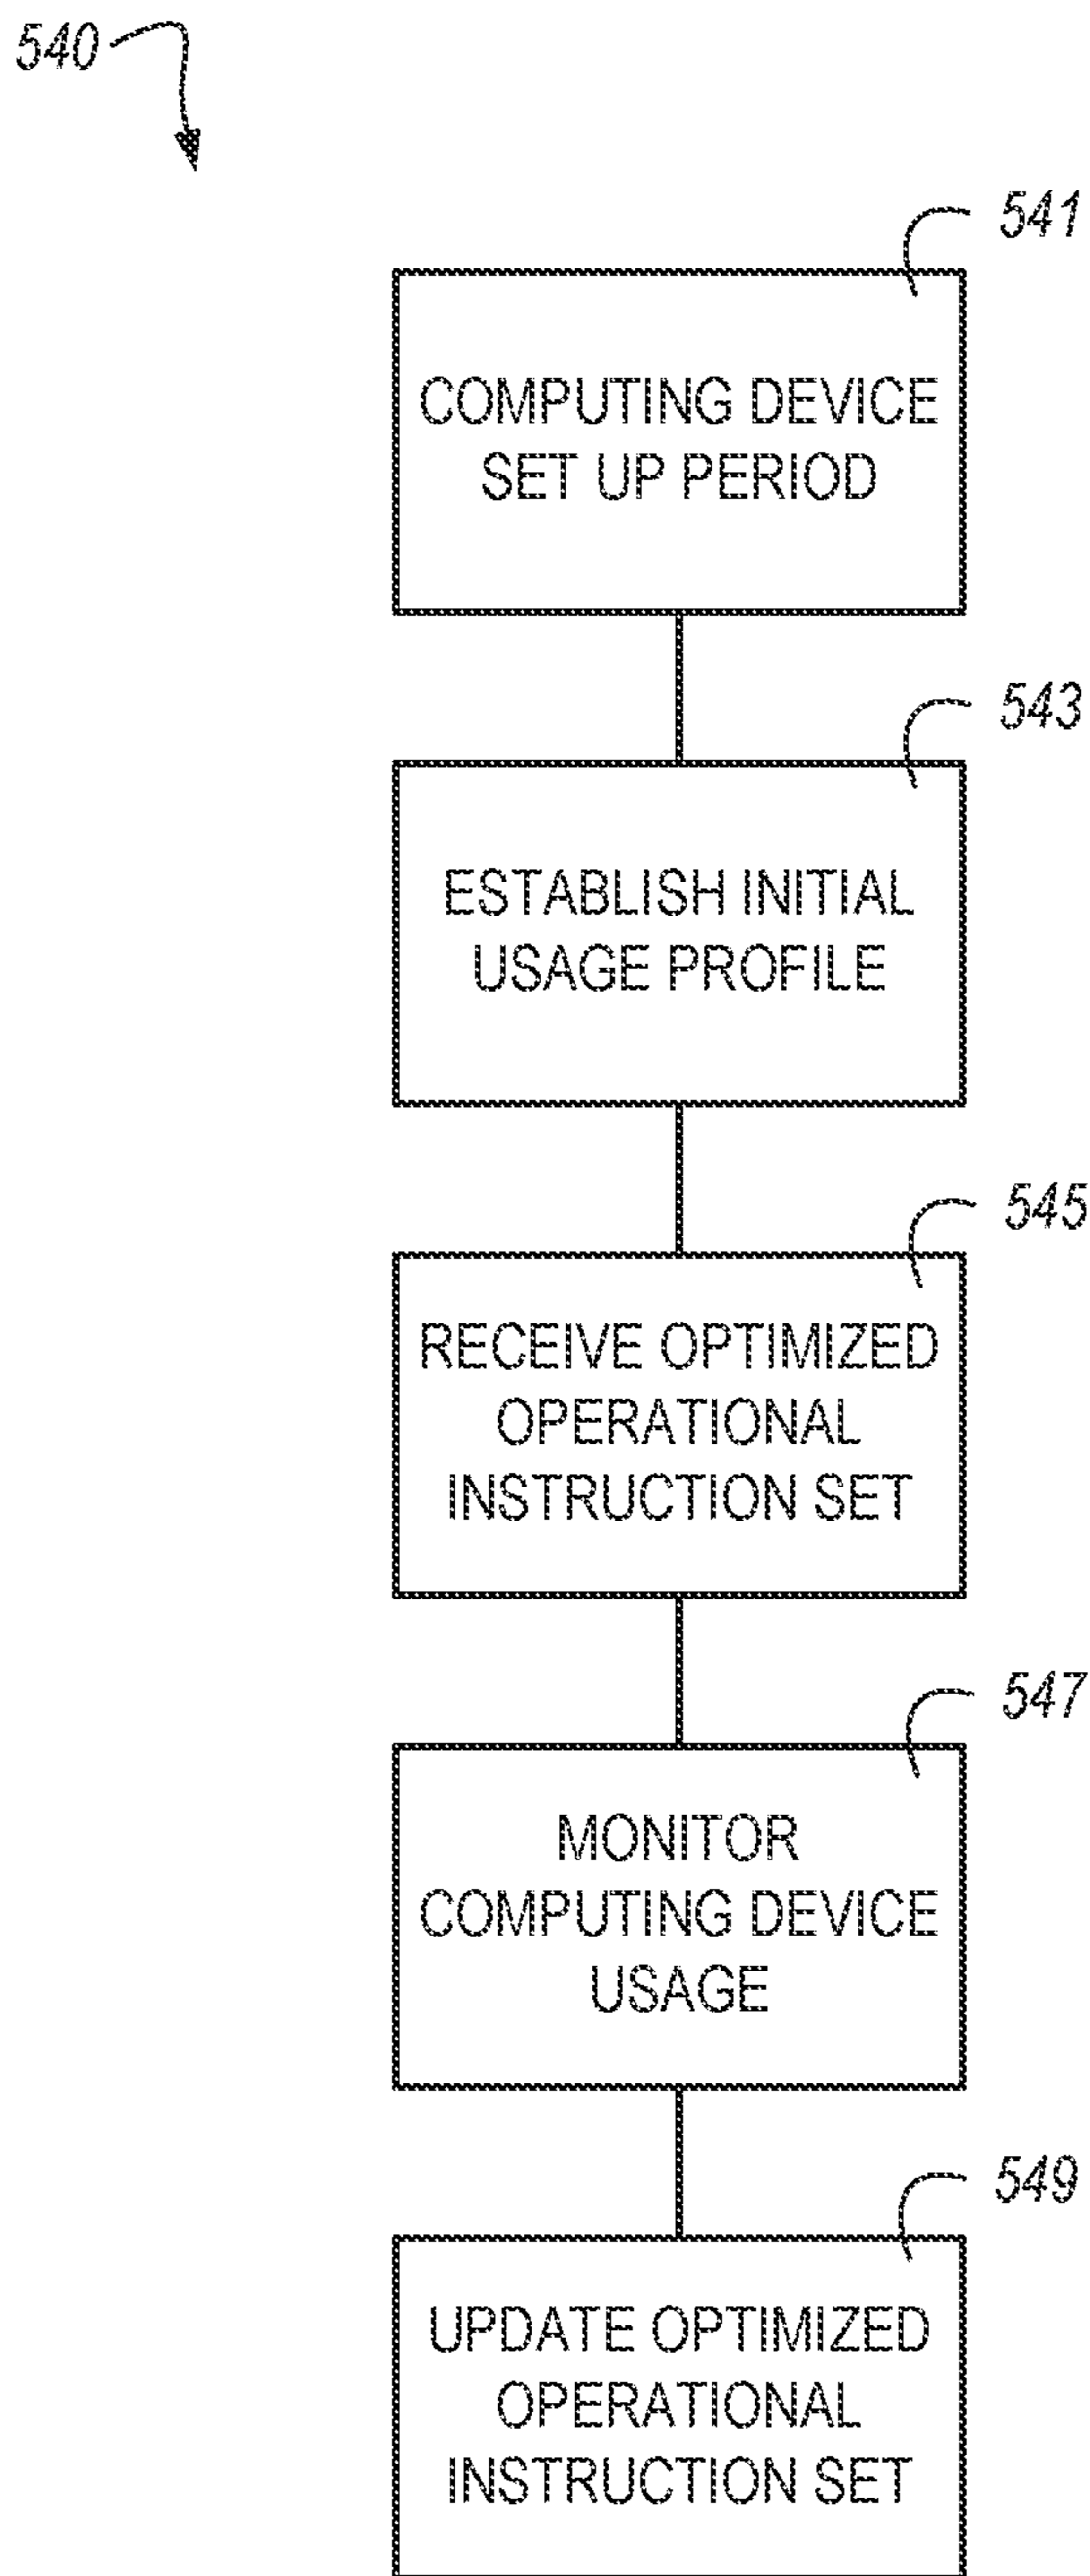 540
541
COMPUTING DEVICE
SET UP PERIOD
543
ESTABLISH INITIAL
USAGE PROFILE
545
RECEIVE OPTIMIZED
OPERATIONAL
INSTRUCTION SET
547
MONITOR
COMPUTING DEVICE
USAGE
549
UPDATE OPTIMIZED
OPERATIONAL
INSTRUCTION SET